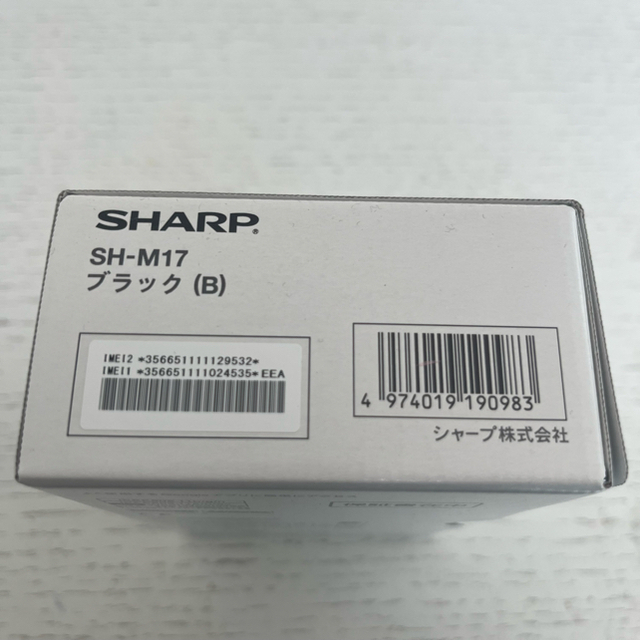 SHARP®
SH-M17
ブラック (B)
IMEI2 *356651111129532*
IMEI1 *356651111024535*EEA
4 974019 190983
シャープ株式会社